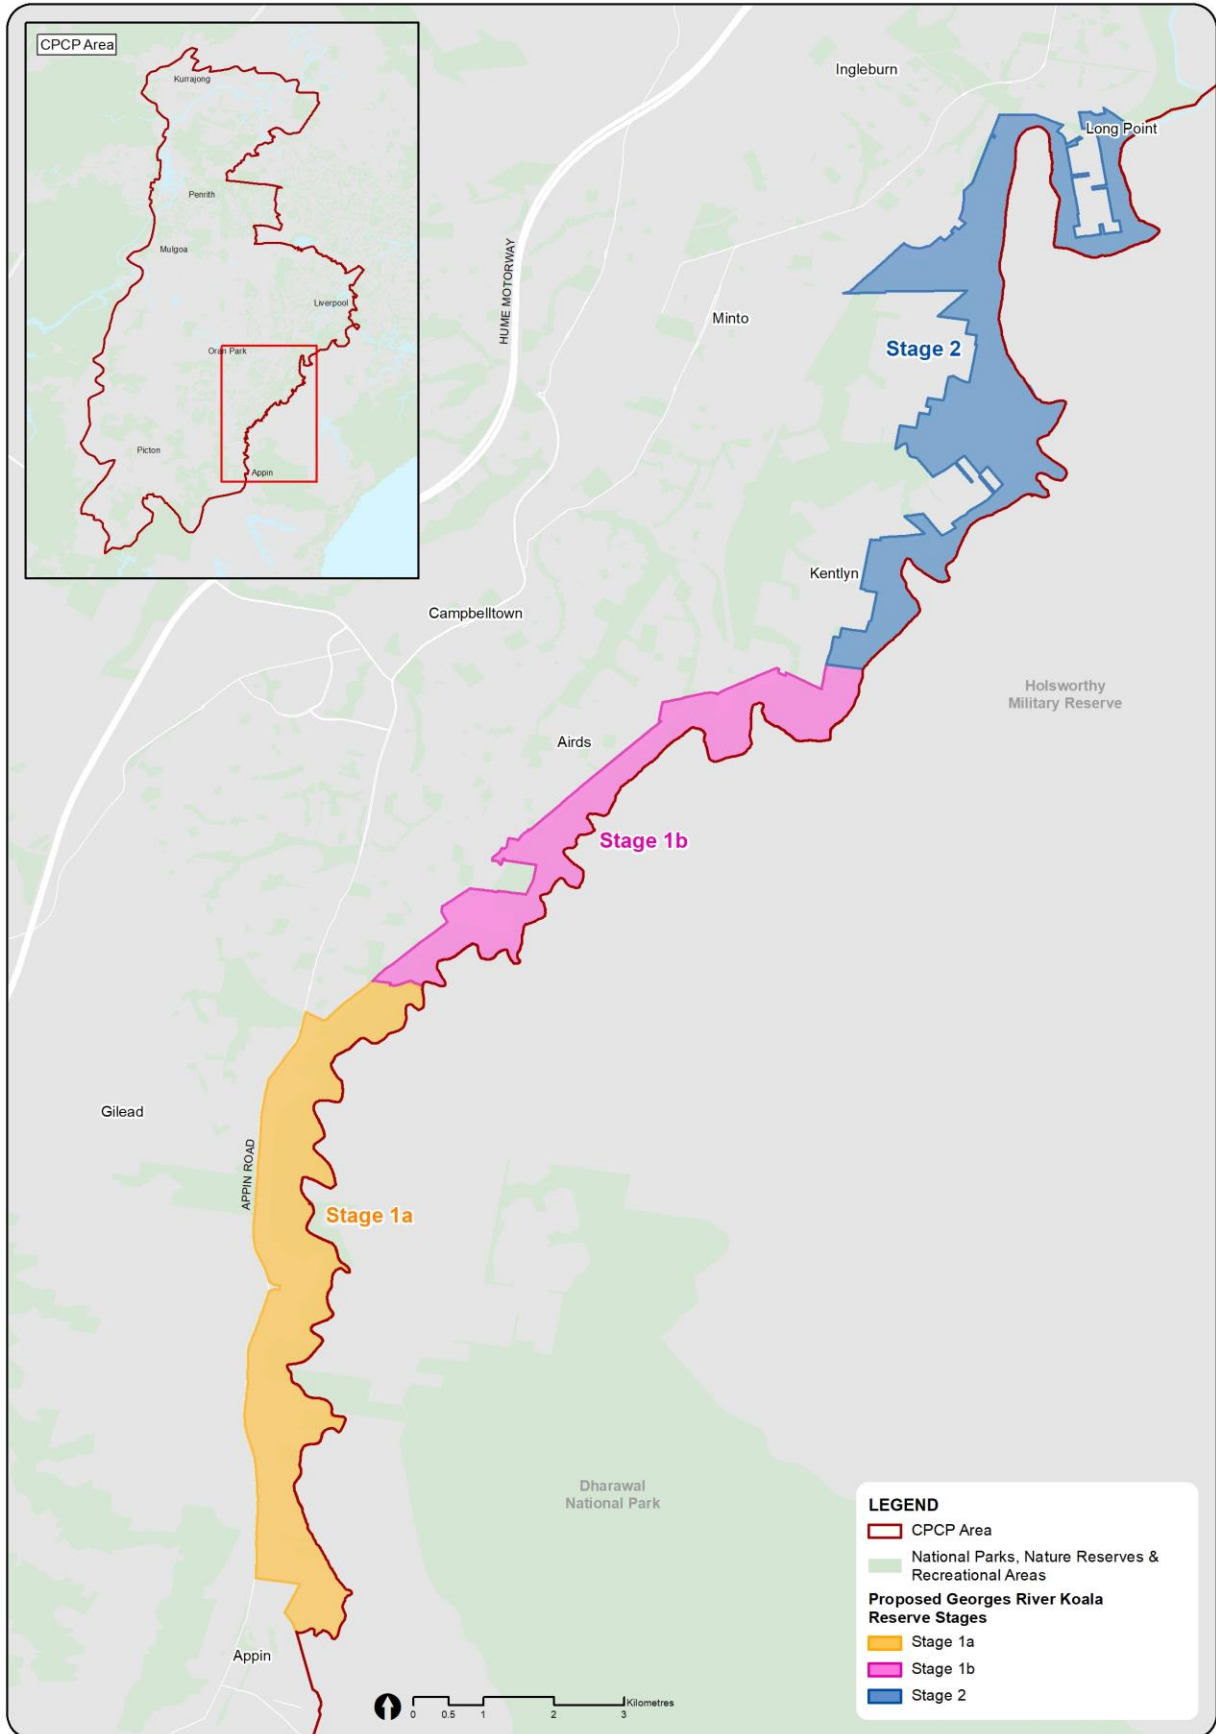 CPCP Area
Kurrajong
Penrith
Mulgoa
Liverpool
Oran Park
Picton
Appin
Ingleburn
Long Point
HUME MOTORWAY
Minto
Stage 2
Kentlyn
Campbelltown
Holsworthy
Military Reserve
Airds
Stage 1b
Gilead
APPIN ROAD
Stage 1a
Dharawal
National Park
Appin
0 0.5 1 2 3
Kilometres
LEGEND
CPCP Area
National Parks, Nature Reserves &
Recreational Areas
Proposed Georges River Koala
Reserve Stages
Stage 1a
Stage 1b
Stage 2